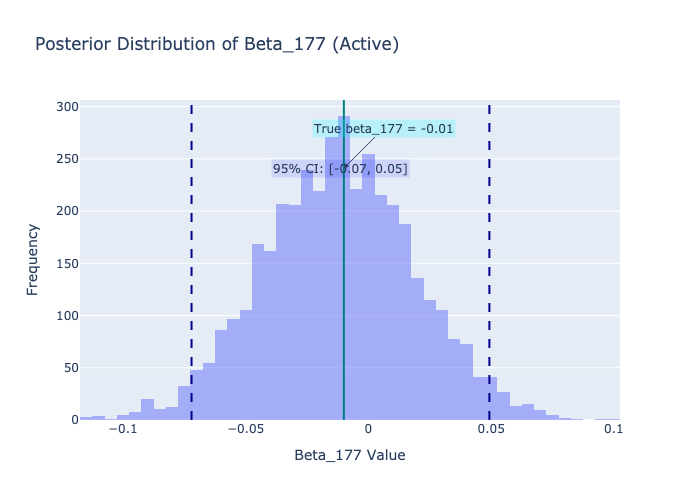 Posterior Distribution of Beta_177 (Active)
300
250
200
150
100
50
0
Frequency
True beta_177 = -0.01
95% CI: [-0.07, 0.05]
−0.1
−0.05
0
0.05
0.1
Beta_177 Value